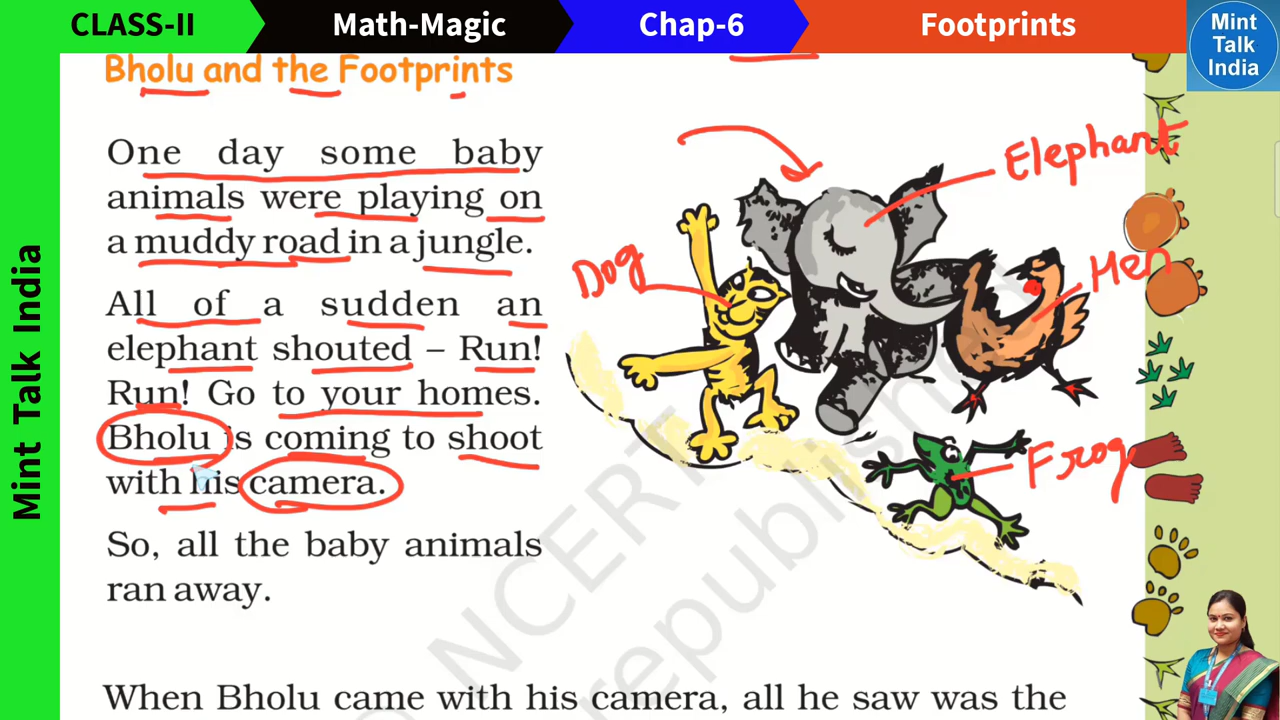 CLASS-II
Math-Magic
Chap-6
Footprints
Mint
Talk
India
Mint Talk India
Bholu and the Footprints
One day some baby
animals were playing on
a muddy road in a jungle.
All of a sudden an
elephant shouted – Run!
Run! Go to your homes.
Bholu is coming to shoot
with his camera.
So, all the baby animals
ran away.
When Bholu came with his camera, all he saw was the
Elephant
Dog
Hen
Frog
NCERT
republished